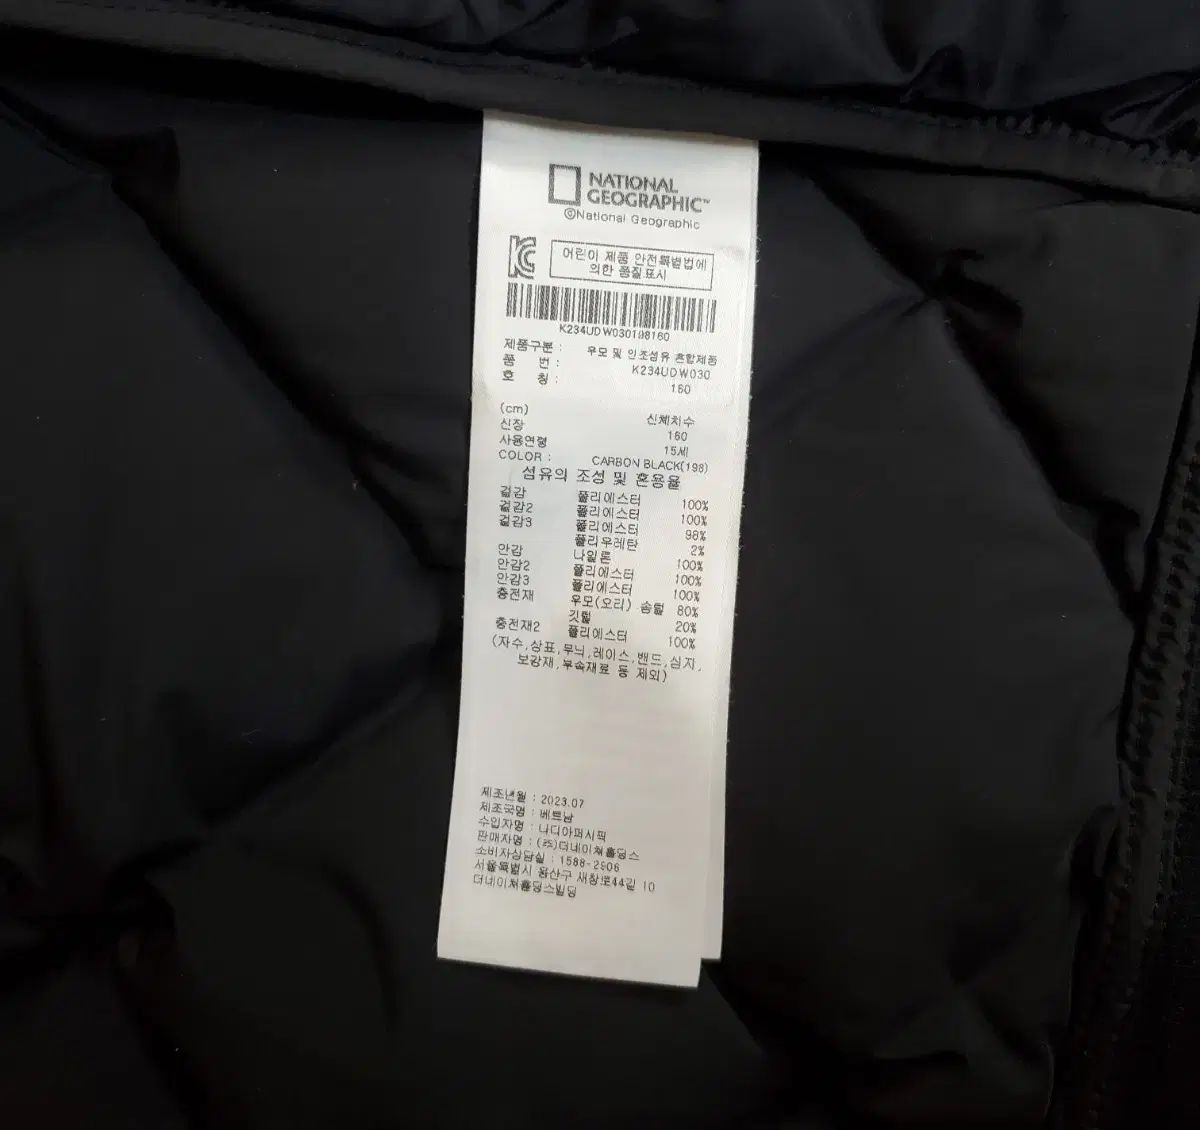 NATIONAL
GEOGRAPHIC™
©National Geographic
어린이 제품 안전특별법에
의한 품질표시
K234UDW030198160
제품구분 : 우모 및 인조섬유 혼합제품
품 번 : K234UDW030
호 칭 : 160
(cm) 신체치수
신장 160
사용연령 15세
COLOR : CARBON BLACK(198)
섬유의 조성 및 혼용율
겉감 폴리에스터 100%
겉감2 폴리에스터 100%
겉감3 폴리에스터 98%
폴리우레탄 2%
안감 나일론 100%
안감2 폴리에스터 100%
안감3 폴리에스터 100%
충전재 우모(오리) 솜털 80%
깃털 20%
충전재2 폴리에스터 100%
(자수,상표,무늬,레이스,밴드,심지,
보강재,부속재료 등 제외)
제조년월 : 2023.07
제조국명 : 베트남
수입자명 : 나디아퍼시픽
판매자명 : (주)더네이쳐홀딩스
소비자상담실 : 1588-2906
서울특별시 용산구 새창로44길 10
더네이쳐홀딩스빌딩